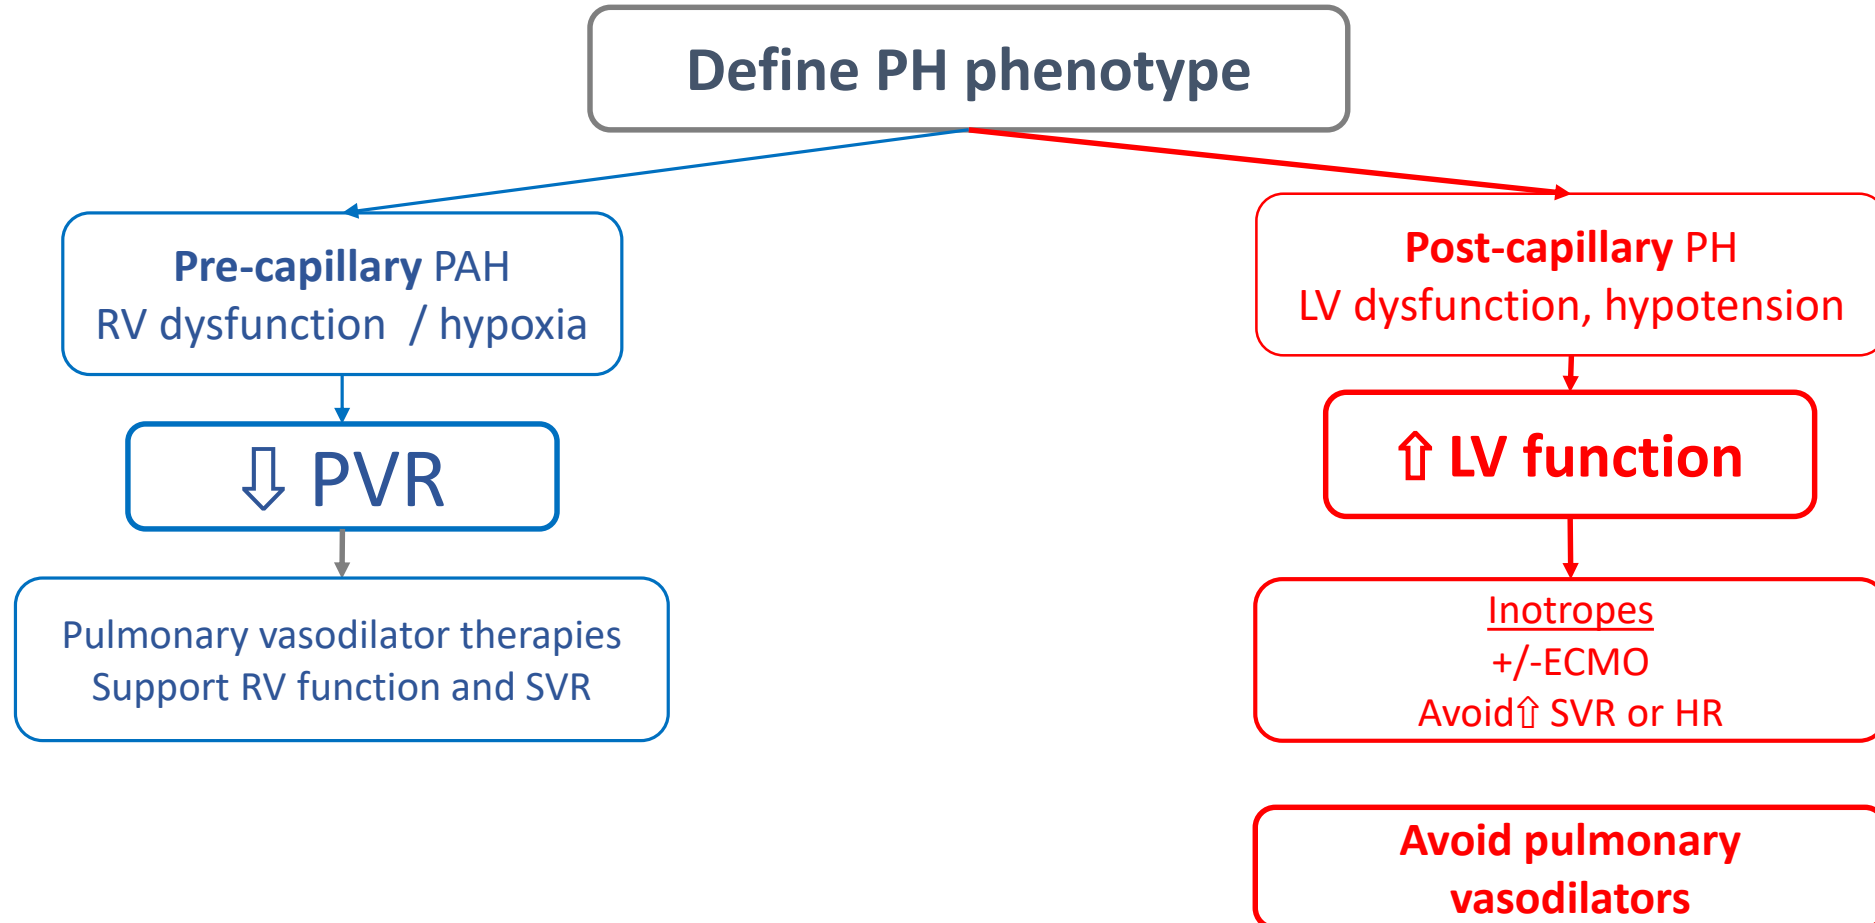 Define PH phenotype
Pre-capillary PAH
RV dysfunction / hypoxia
⇩ PVR
Pulmonary vasodilator therapies
Support RV function and SVR
Post-capillary PH
LV dysfunction, hypotension
⇧ LV function
Inotropes
+/-ECMO
Avoid⇧ SVR or HR
Avoid pulmonary
vasodilators